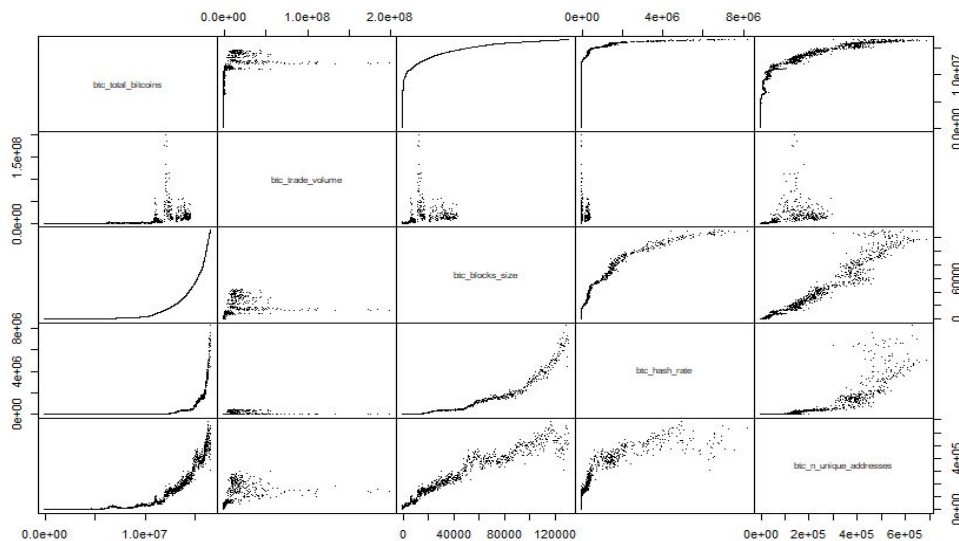 0.0e+00 1.0e+08 2.0e+08 0e+00 4e+06 8e+06
btc_total_bitcoins
0.0e+00 1.0e+07
btc_trade_volume
0.0e+00 1.5e+08
btc_blocks_size
0 60000
btc_hash_rate
0e+00 4e+06 8e+06
btc_n_unique_addresses
0e+00 4e+05
0.0e+00 1.0e+07 0 40000 80000 120000 0e+00 2e+05 4e+05 6e+05